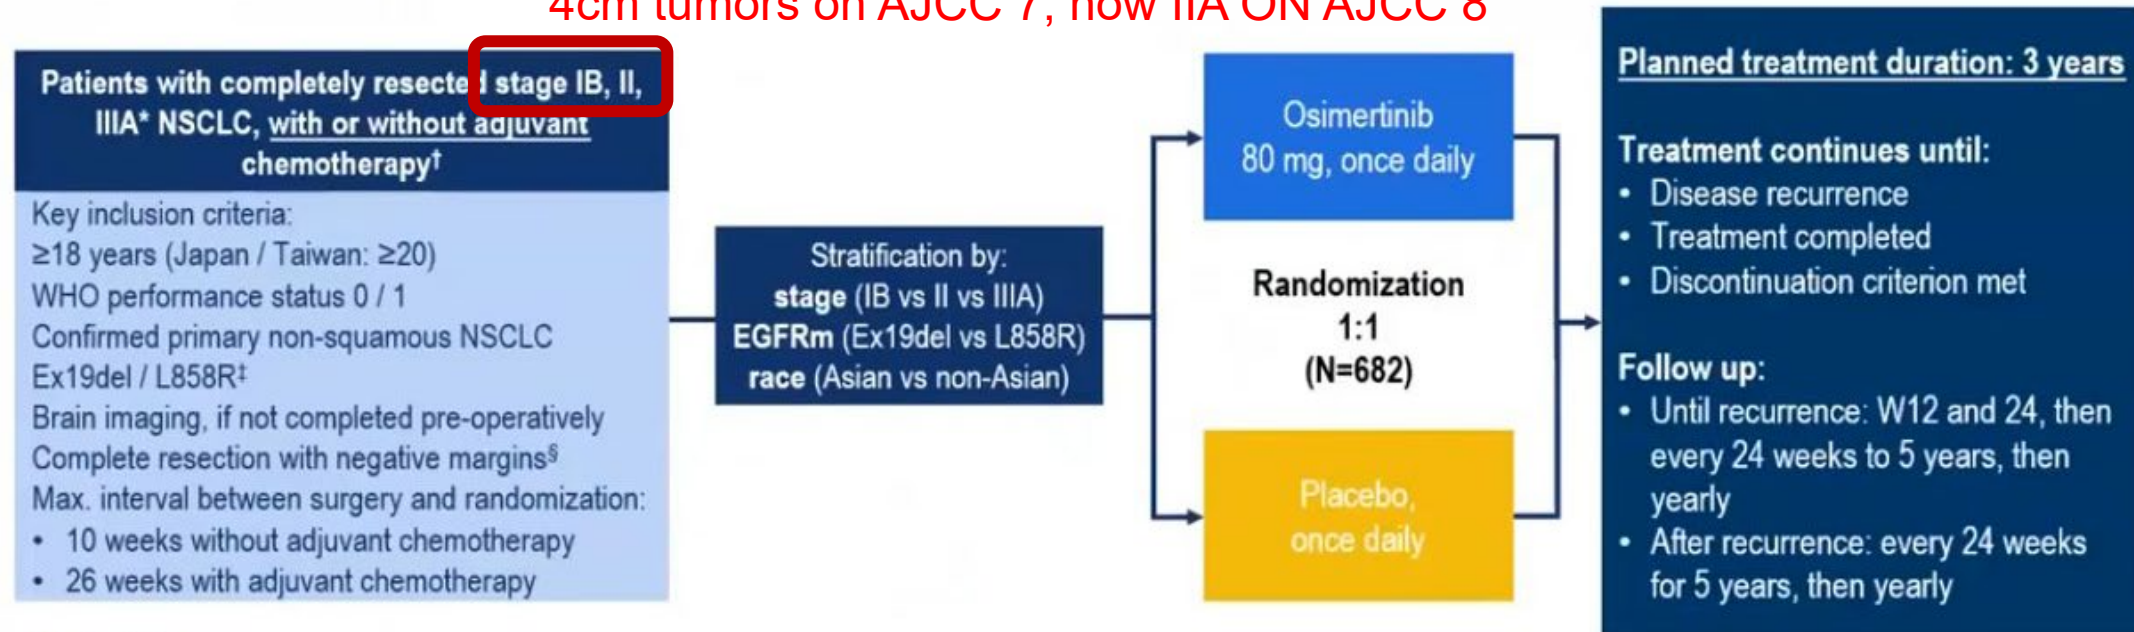 4cm tumors on AJCC 7, now IIA ON AJCC 8
Patients with completely resected stage IB, II,
IIIA* NSCLC, with or without adjuvant
chemotherapy†
Key inclusion criteria:
≥18 years (Japan / Taiwan: ≥20)
WHO performance status 0 / 1
Confirmed primary non-squamous NSCLC
Ex19del / L858R‡
Brain imaging, if not completed pre-operatively
Complete resection with negative margins§
Max. interval between surgery and randomization:
• 10 weeks without adjuvant chemotherapy
• 26 weeks with adjuvant chemotherapy
Stratification by:
stage (IB vs II vs IIIA)
EGFRm (Ex19del vs L858R)
race (Asian vs non-Asian)
Osimertinib
80 mg, once daily
Randomization
1:1
(N=682)
Placebo,
once daily
Planned treatment duration: 3 years
Treatment continues until:
• Disease recurrence
• Treatment completed
• Discontinuation criterion met
Follow up:
• Until recurrence: W12 and 24, then
every 24 weeks to 5 years, then
yearly
• After recurrence: every 24 weeks
for 5 years, then yearly